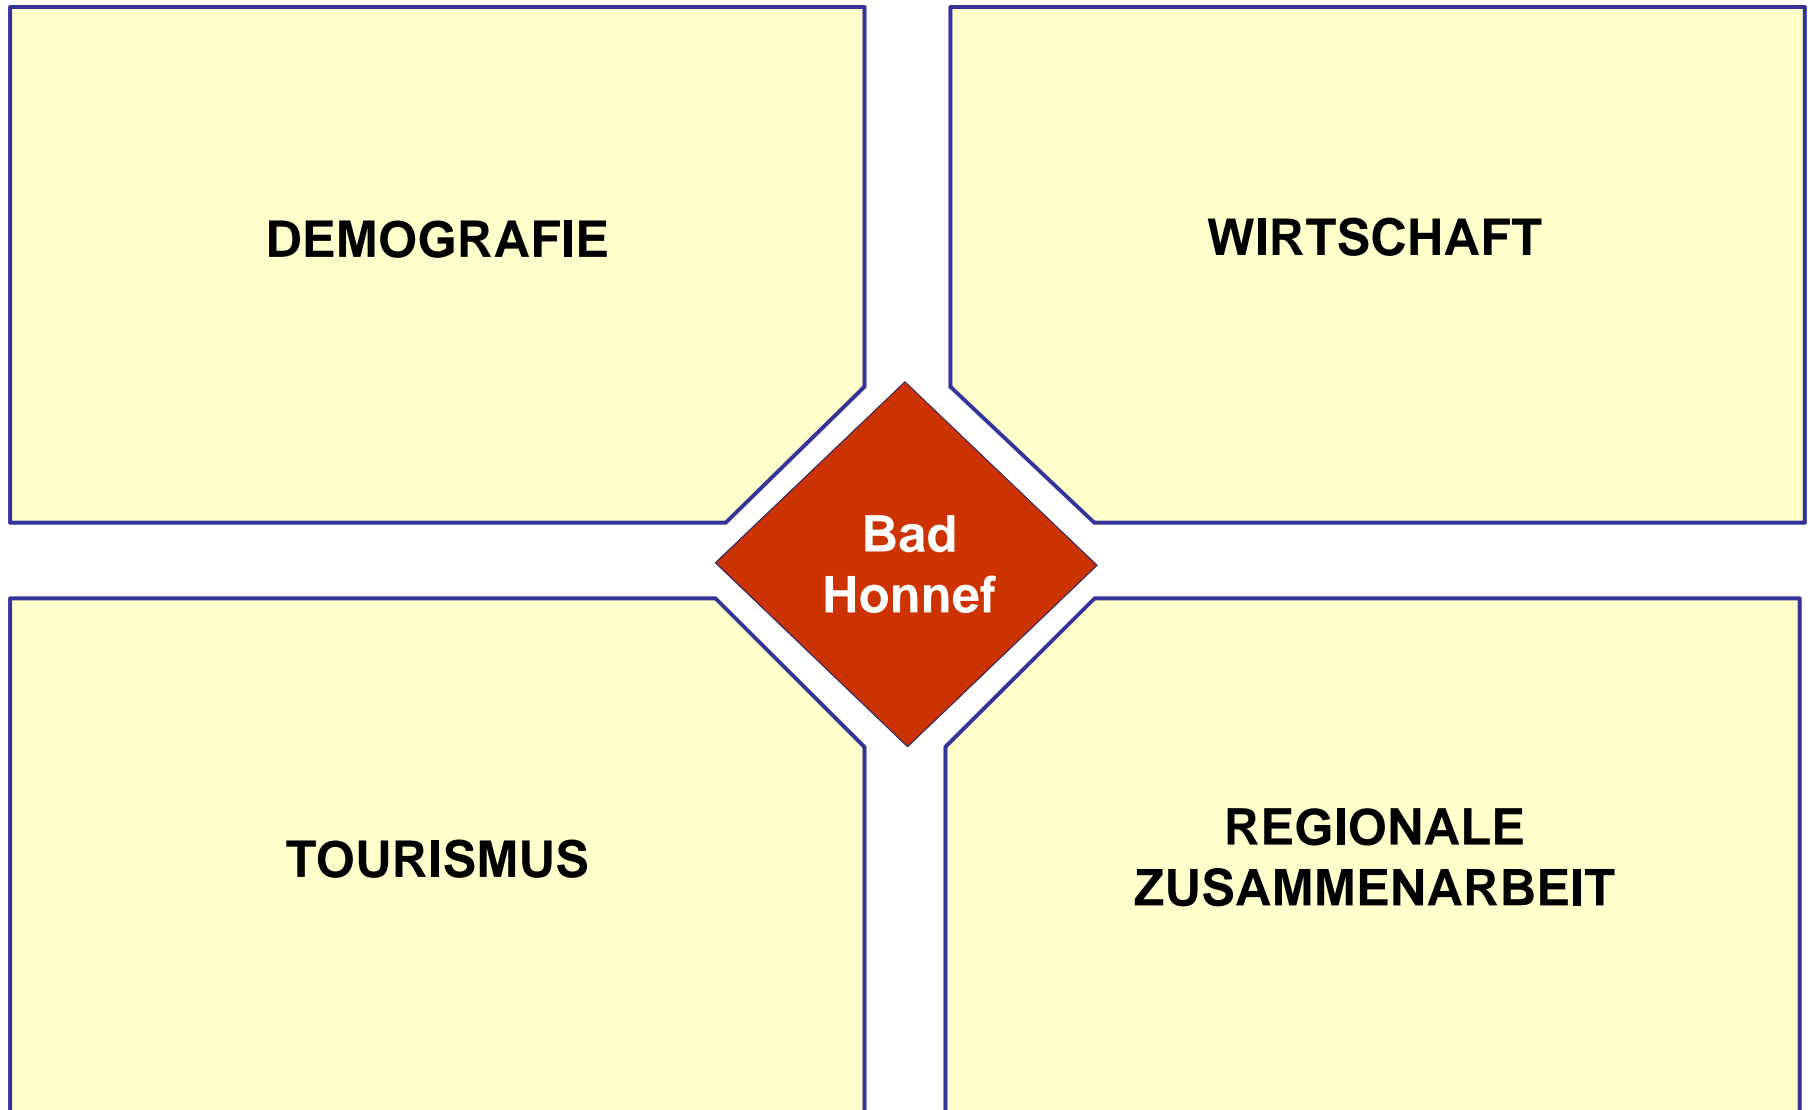 DEMOGRAFIE
WIRTSCHAFT
Bad
Honnef
TOURISMUS
REGIONALE
ZUSAMMENARBEIT